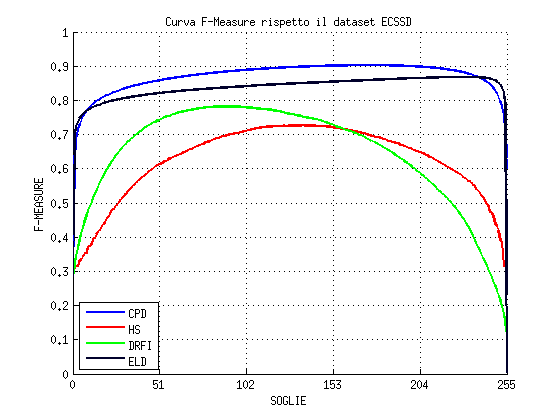 Curva F-Measure rispetto il dataset ECSSD
1
0.9
0.8
0.7
0.6
0.5
0.4
0.3
0.2
0.1
0
F-MEASURE
CPD
HS
DRFI
ELD
0 51 102 153 204 255
SOGLIE